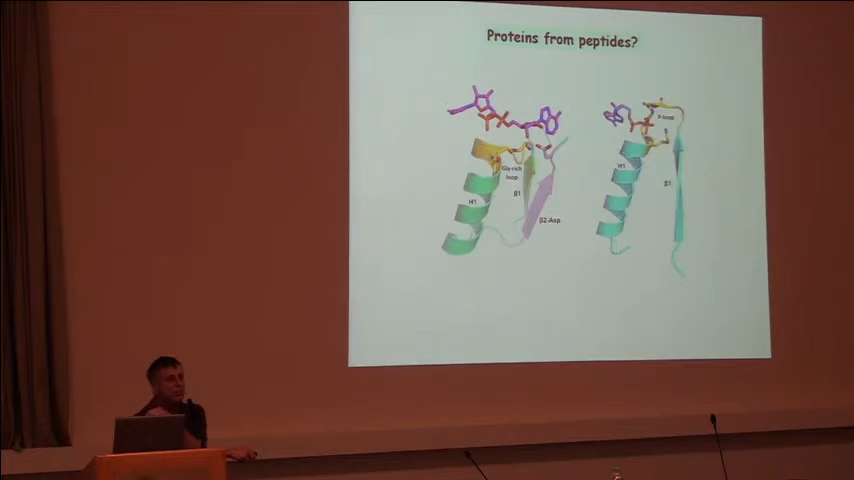 Proteins from peptides?
P-loop
Gly-rich
loop
H1
β1
H1
β1
β2-Asp